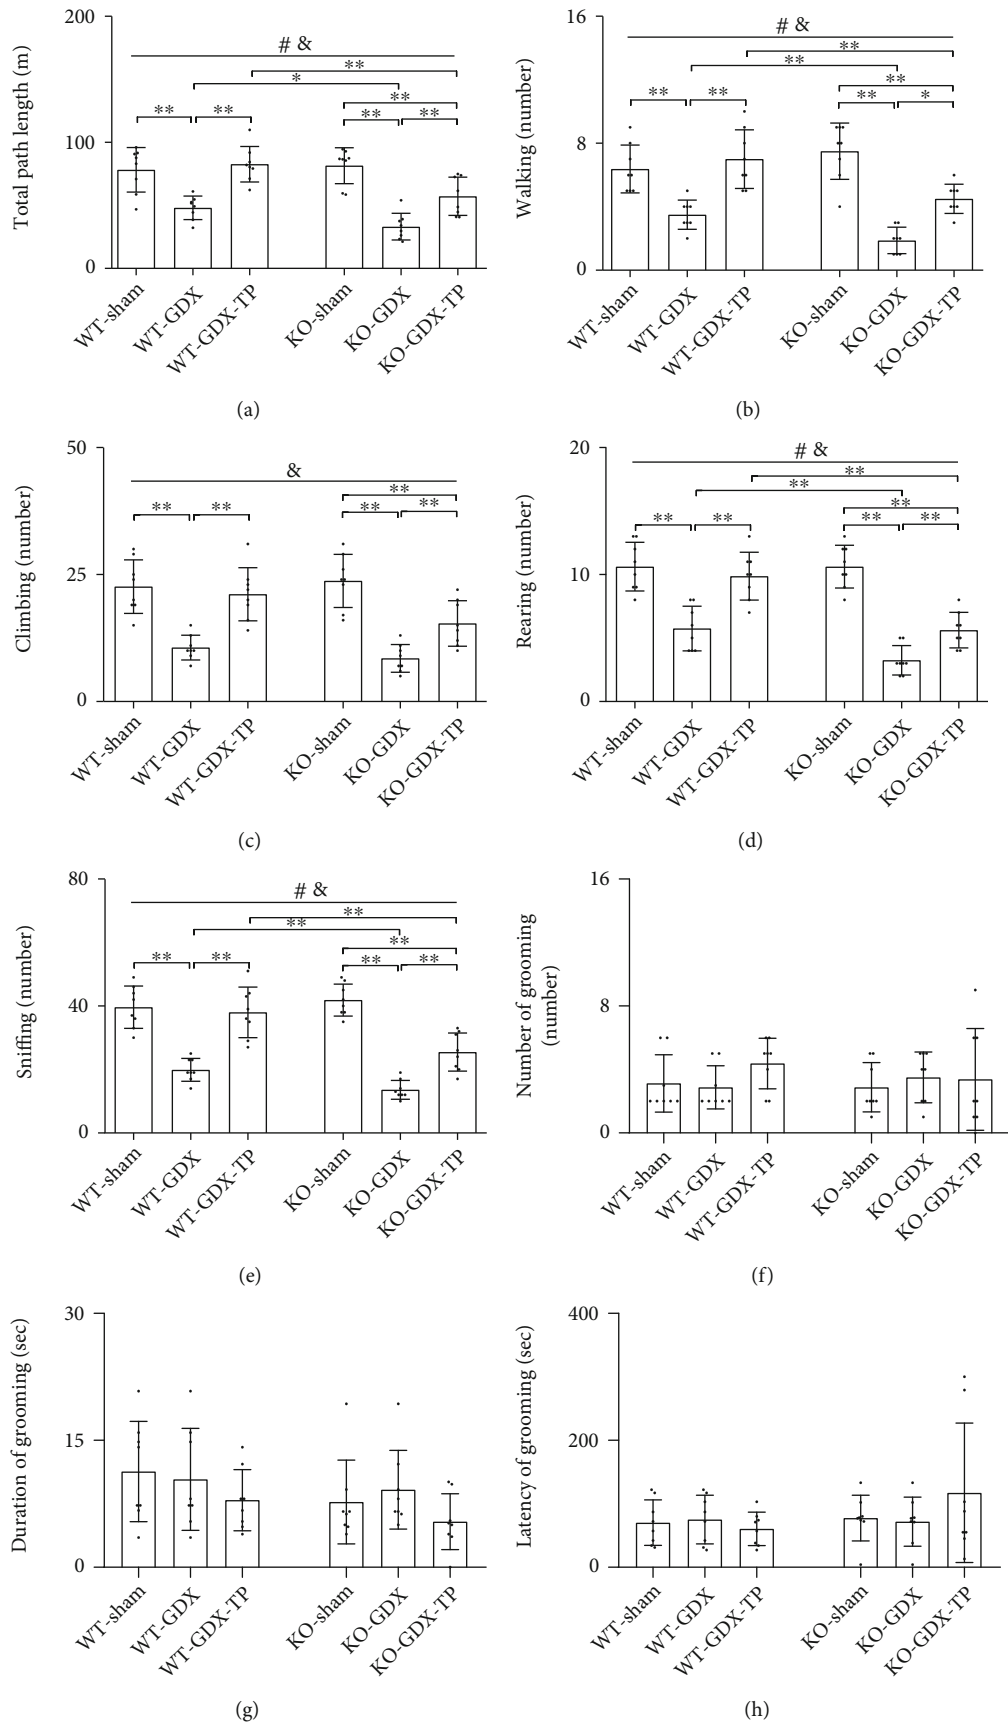 Total path length (m)
200
100
0
# &
**
*
**
**
**
**
**
WT-sham
WT-GDX
WT-GDX-TP
KO-sham
KO-GDX
KO-GDX-TP
(a)
Walking (number)
16
8
0
# &
**
**
**
**
**
**
*
WT-sham
WT-GDX
WT-GDX-TP
KO-sham
KO-GDX
KO-GDX-TP
(b)
Climbing (number)
50
25
0
&
**
**
**
**
**
WT-sham
WT-GDX
WT-GDX-TP
KO-sham
KO-GDX
KO-GDX-TP
(c)
Rearing (number)
20
10
0
# &
**
**
**
**
**
**
**
WT-sham
WT-GDX
WT-GDX-TP
KO-sham
KO-GDX
KO-GDX-TP
(d)
Sniffing (number)
80
40
0
# &
**
**
**
**
**
**
**
WT-sham
WT-GDX
WT-GDX-TP
KO-sham
KO-GDX
KO-GDX-TP
(e)
Number of grooming
(number)
16
8
0
WT-sham
WT-GDX
WT-GDX-TP
KO-sham
KO-GDX
KO-GDX-TP
(f)
Duration of grooming (sec)
30
15
0
WT-sham
WT-GDX
WT-GDX-TP
KO-sham
KO-GDX
KO-GDX-TP
(g)
Latency of grooming (sec)
400
200
0
WT-sham
WT-GDX
WT-GDX-TP
KO-sham
KO-GDX
KO-GDX-TP
(h)